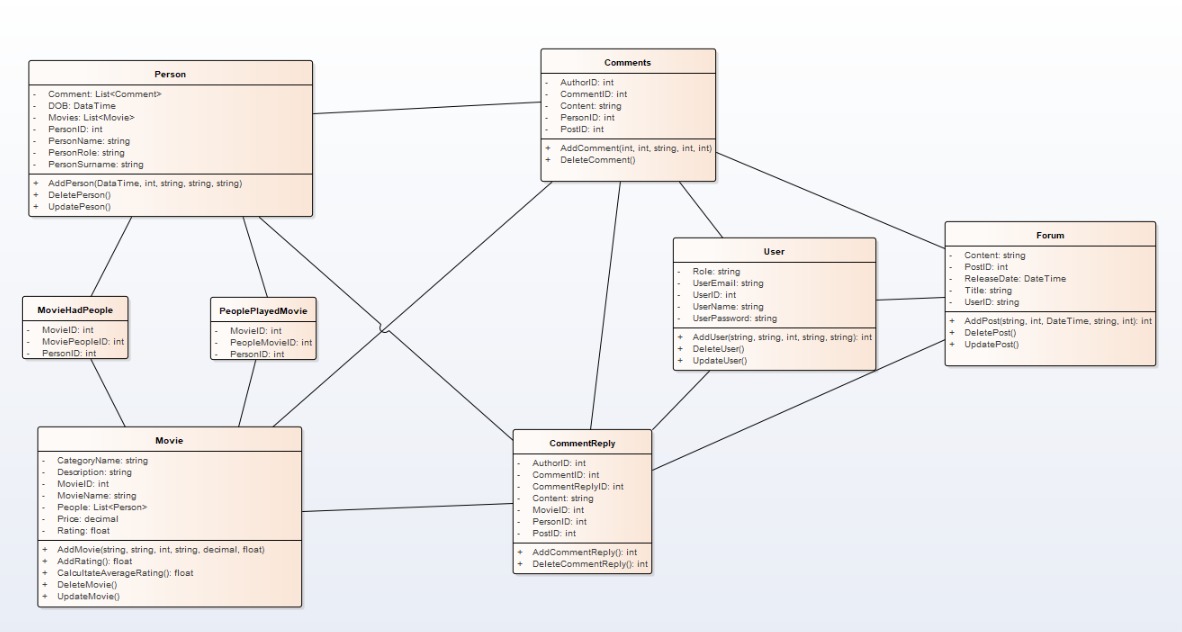 Person
- Comment: List<Comment>
- DOB: DataTime
- Movies: List<Movie>
- PersonID: int
- PersonName: string
- PersonRole: string
- PersonSurname: string
+ AddPerson(DataTime, int, string, string, string)
+ DeletePerson()
+ UpdatePeson()
Comments
- AuthorID: int
- CommentID: int
- Content: string
- PersonID: int
- PostID: int
+ AddComment(int, int, string, int, int)
+ DeleteComment()
User
- Role: string
- UserEmail: string
- UserID: int
- UserName: string
- UserPassword: string
+ AddUser(string, string, int, string, string): int
+ DeleteUser()
+ UpdateUser()
Forum
- Content: string
- PostID: int
- ReleaseDate: DateTime
- Title: string
- UserID: string
+ AddPost(string, int, DateTime, string, int): int
+ DeletePost()
+ UpdatePost()
MovieHadPeople
- MovieID: int
- MoviePeopleID: int
- PersonID: int
PeoplePlayedMovie
- MovieID: int
- PeopleMovieID: int
- PersonID: int
Movie
- CategoryName: string
- Description: string
- MovieID: int
- MovieName: string
- People: List<Person>
- Price: decimal
- Rating: float
+ AddMovie(string, string, int, string, decimal, float)
+ AddRating(): float
+ CalcultateAverageRating(): float
+ DeleteMovie()
+ UpdateMovie()
CommentReply
- AuthorID: int
- CommentID: int
- CommentReplyID: int
- Content: string
- MovieID: int
- PersonID: int
- PostID: int
+ AddCommentReply(): int
+ DeleteCommentReply(): int